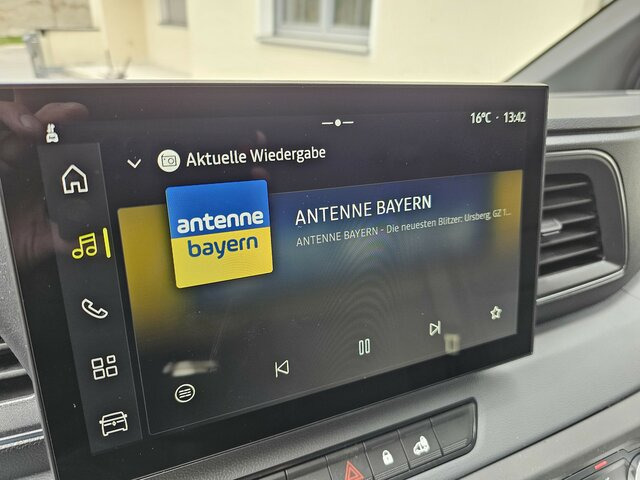 16°C · 13:42
Aktuelle Wiedergabe
antenne
bayern
ANTENNE BAYERN
ANTENNE BAYERN - Die neuesten Blitzer: Ursberg, GZ 1...